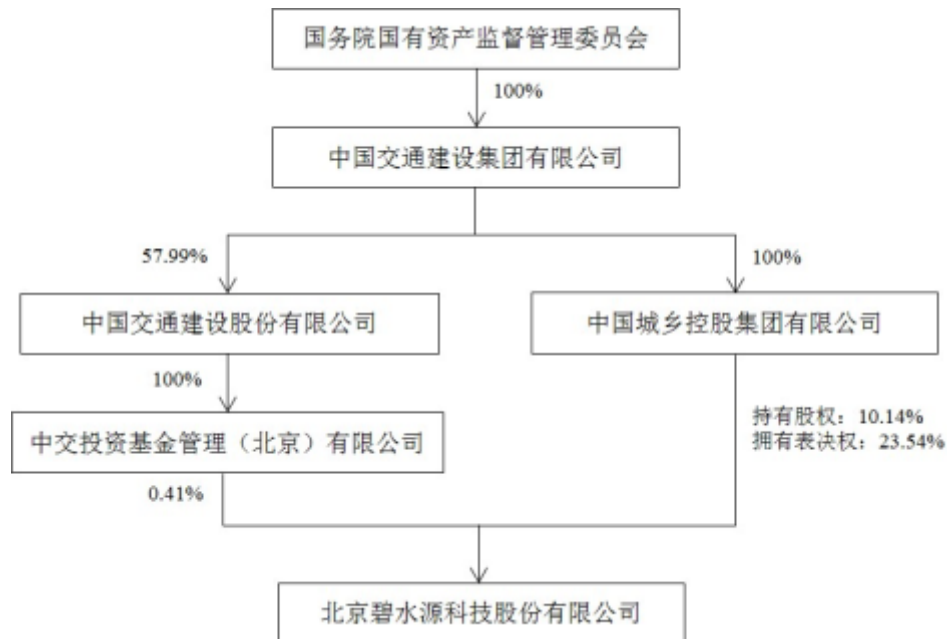 国务院国有资产监督管理委员会
100%
中国交通建设集团有限公司
57.99%
100%
中国交通建设股份有限公司
中国城乡控股集团有限公司
100%
持有股权：10.14%
拥有表决权：23.54%
中交投资基金管理（北京）有限公司
0.41%
北京碧水源科技股份有限公司